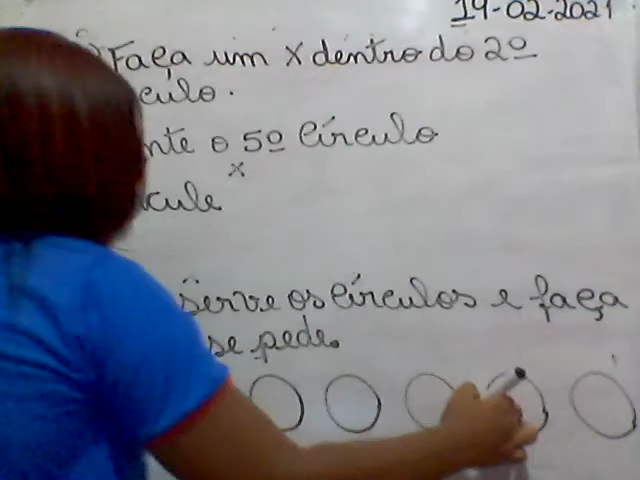 19-02-2021
Faça um x dentro do 2º
culo.
nte o 5º círculo
x
cule
serve os círculos e faça
se pede.